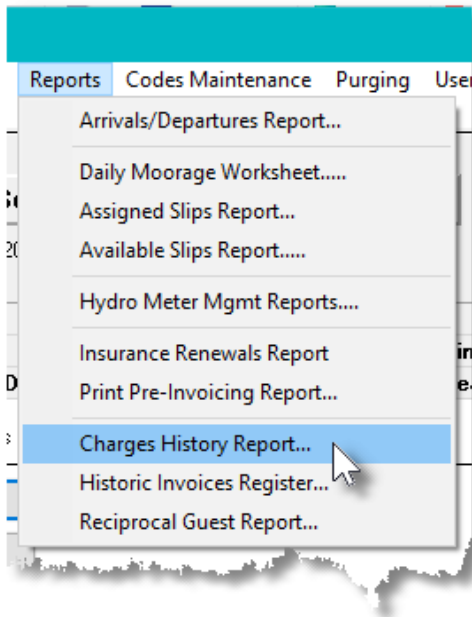 Reports Codes Maintenance Purging
Arrivals/Departures Report...
Daily Moorage Worksheet.....
Assigned Slips Report...
Available Slips Report.....
Hydro Meter Mgmt Reports....
Insurance Renewals Report
Print Pre-Invoicing Report...
Charges History Report...
Historic Invoices Register...
Reciprocal Guest Report...